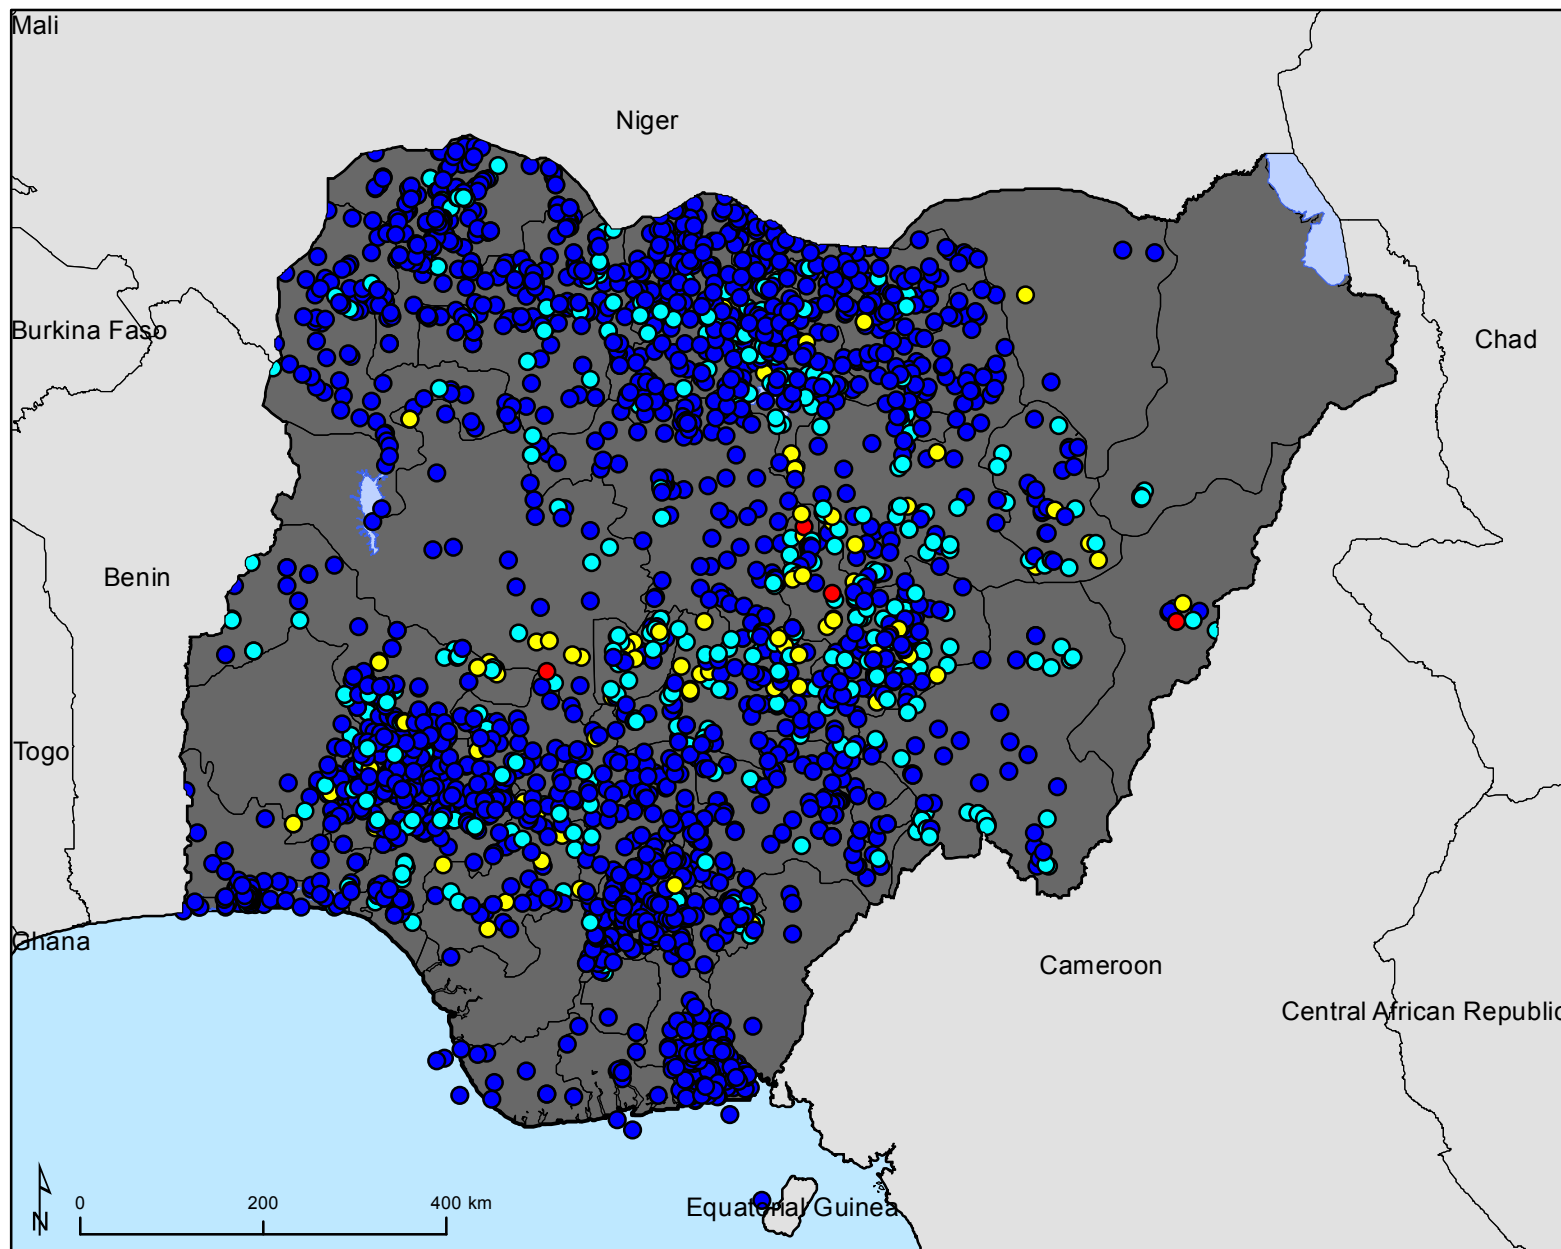 Mali
Niger
Burkina Faso
Chad
Benin
Togo
Ghana
Cameroon
Central African Republic
Equatorial Guinea
0 200 400 km
N